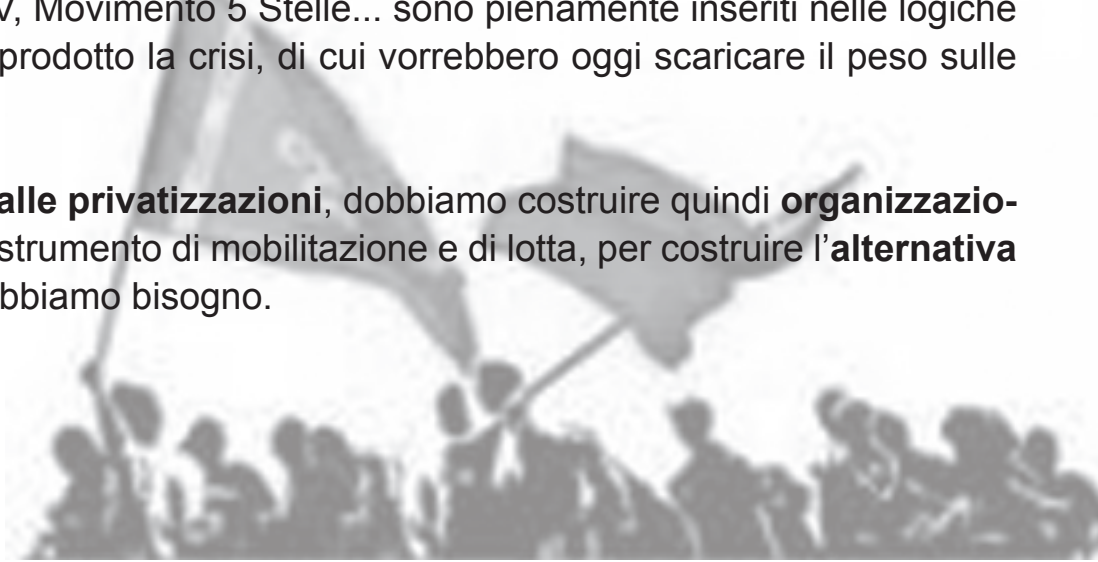 V, Movimento 5 Stelle... sono pienamente inseriti nelle logiche
prodotto la crisi, di cui vorrebbero oggi scaricare il peso sulle
alle privatizzazioni, dobbiamo costruire quindi organizzazio-
strumento di mobilitazione e di lotta, per costruire l’alternativa
bbiamo bisogno.